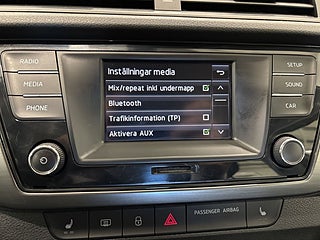 RADIO
MEDIA
PHONE
Inställningar media
Mix/repeat inkl undermapp
Bluetooth
Trafikinformation (TP)
Aktivera AUX
SETUP
SOUND
CAR
PASSENGER AIRBAG